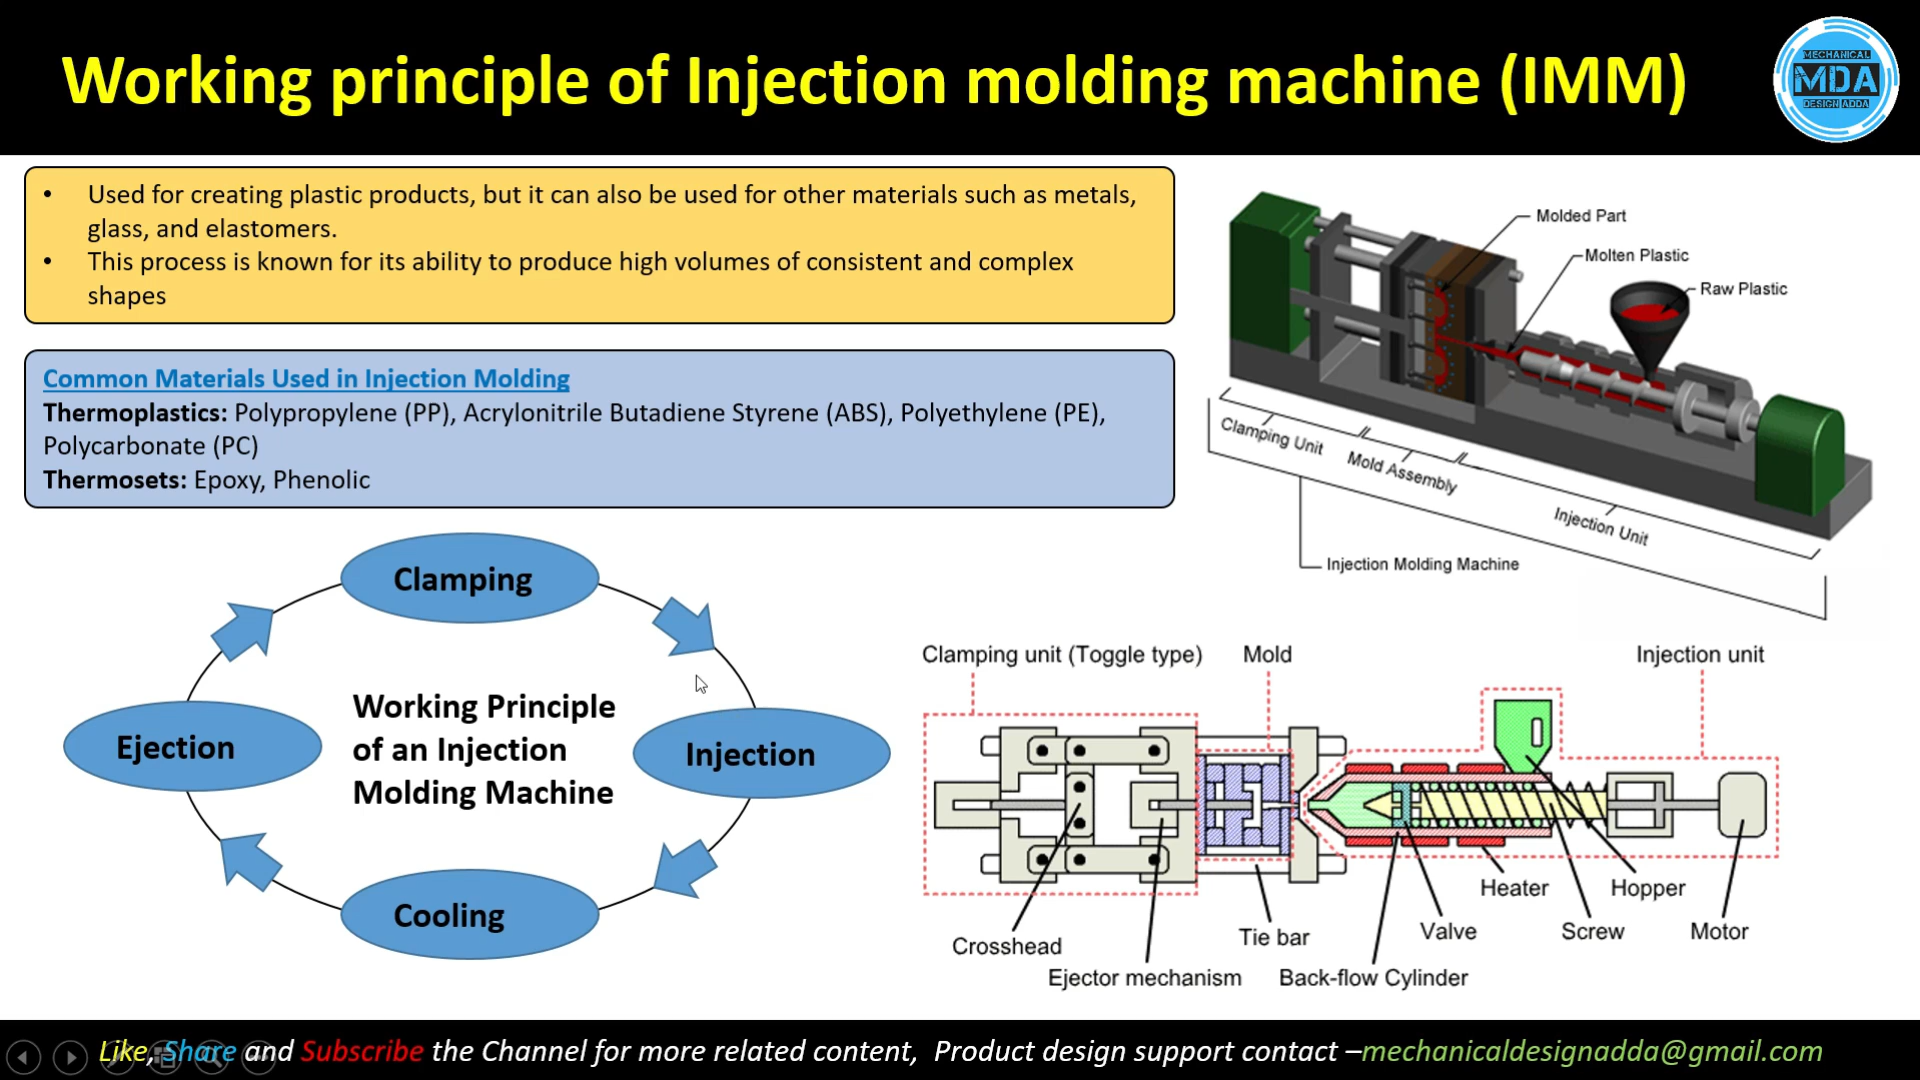 Working principle of Injection molding machine (IMM)
MECHANICAL
MDA
DESIGN ADDA
• Used for creating plastic products, but it can also be used for other materials such as metals,
glass, and elastomers.
• This process is known for its ability to produce high volumes of consistent and complex
shapes
Common Materials Used in Injection Molding
Thermoplastics: Polypropylene (PP), Acrylonitrile Butadiene Styrene (ABS), Polyethylene (PE),
Polycarbonate (PC)
Thermosets: Epoxy, Phenolic
Molded Part
Molten Plastic
Raw Plastic
Clamping Unit
Mold Assembly
Injection Unit
Injection Molding Machine
Clamping
Injection
Cooling
Ejection
Working Principle
of an Injection
Molding Machine
Clamping unit (Toggle type)
Mold
Injection unit
Heater
Hopper
Crosshead
Tie bar
Valve
Screw
Motor
Ejector mechanism
Back-flow Cylinder
Like, Share and Subscribe the Channel for more related content, Product design support contact –mechanicaldesignadda@gmail.com